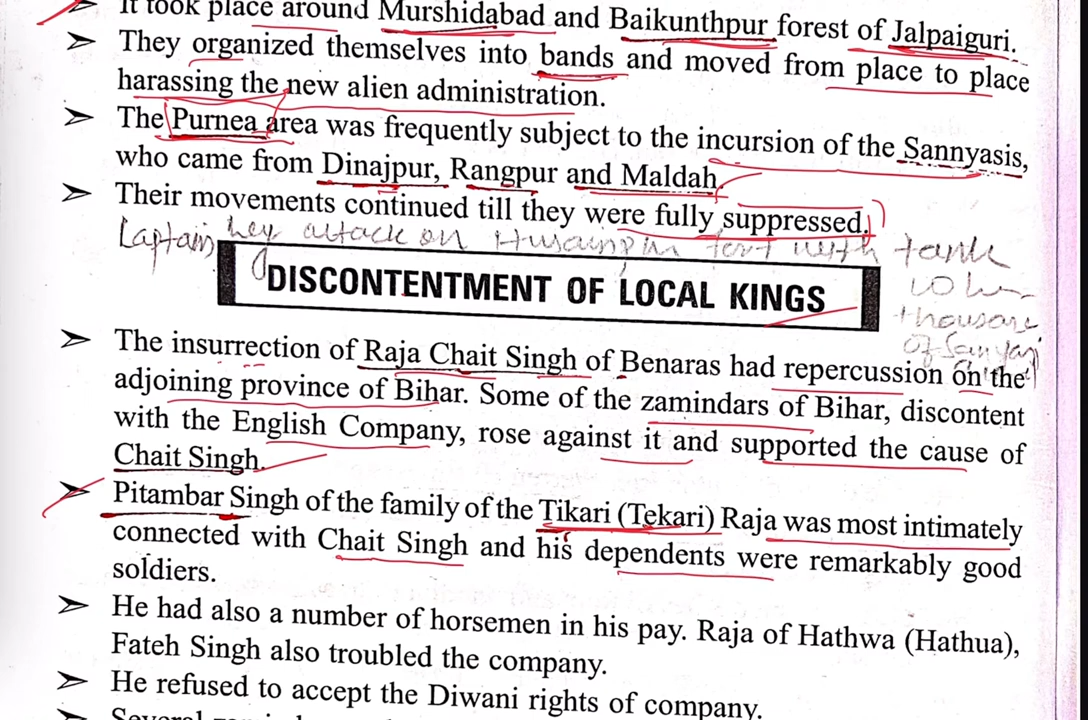 It took place around Murshidabad and Baikunthpur forest of Jalpaiguri.
➢ They organized themselves into bands and moved from place to place
harassing the new alien administration.
➢ The Purnea area was frequently subject to the incursion of the Sannyasis,
who came from Dinajpur, Rangpur and Maldah.
➢ Their movements continued till they were fully suppressed.
attack on fort with
DISCONTENTMENT OF LOCAL KINGS
➢ The insurrection of Raja Chait Singh of Benaras had repercussion on the
adjoining province of Bihar. Some of the zamindars of Bihar, discontent
with the English Company, rose against it and supported the cause of
Chait Singh.
➢ Pitambar Singh of the family of the Tikari (Tekari) Raja was most intimately
connected with Chait Singh and his dependents were remarkably good
soldiers.
➢ He had also a number of horsemen in his pay. Raja of Hathwa (Hathua),
Fateh Singh also troubled the company.
➢ He refused to accept the Diwani rights of company.